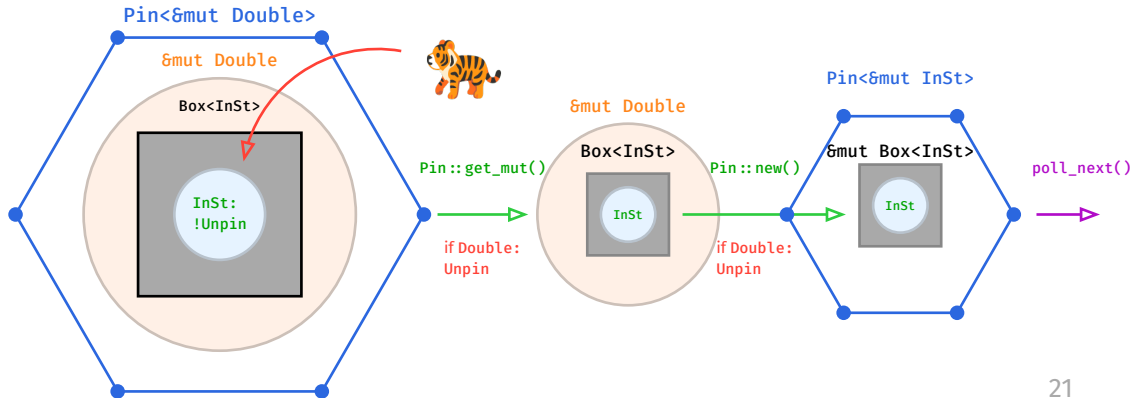 Pin<&mut Double>
&mut Double
Box<InSt>
InSt:
!Unpin
Pin::get_mut()
if Double:
Unpin
&mut Double
Box<InSt>
InSt
Pin::new()
if Double:
Unpin
Pin<&mut InSt>
&mut Box<InSt>
InSt
poll_next()
21